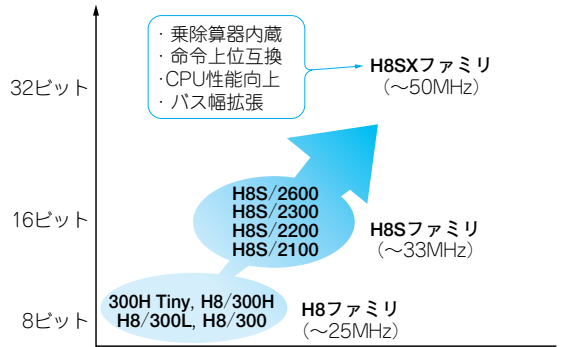 ・乗除算器内蔵
・命令上位互換
・CPU性能向上
・バス幅拡張
H8SXファミリ
(〜50MHz)
32ビット
H8S/2600
H8S/2300
H8S/2200
H8S/2100
16ビット
H8Sファミリ
(〜33MHz)
300H Tiny, H8/300H
H8/300L, H8/300
8ビット
H8ファミリ
(〜25MHz)